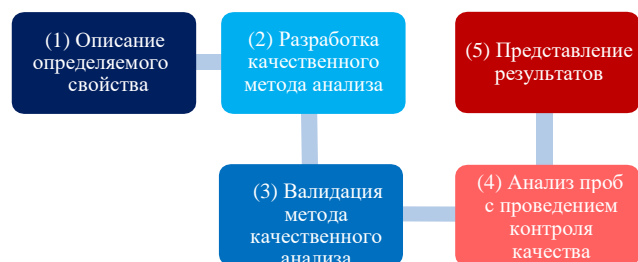 (1) Описание
определяемого
свойства
(2) Разработка
качественного
метода анализа
(3) Валидация
метода
качественного
анализа
(4) Анализ проб
с проведением
контроля
качества
(5) Представление
результатов